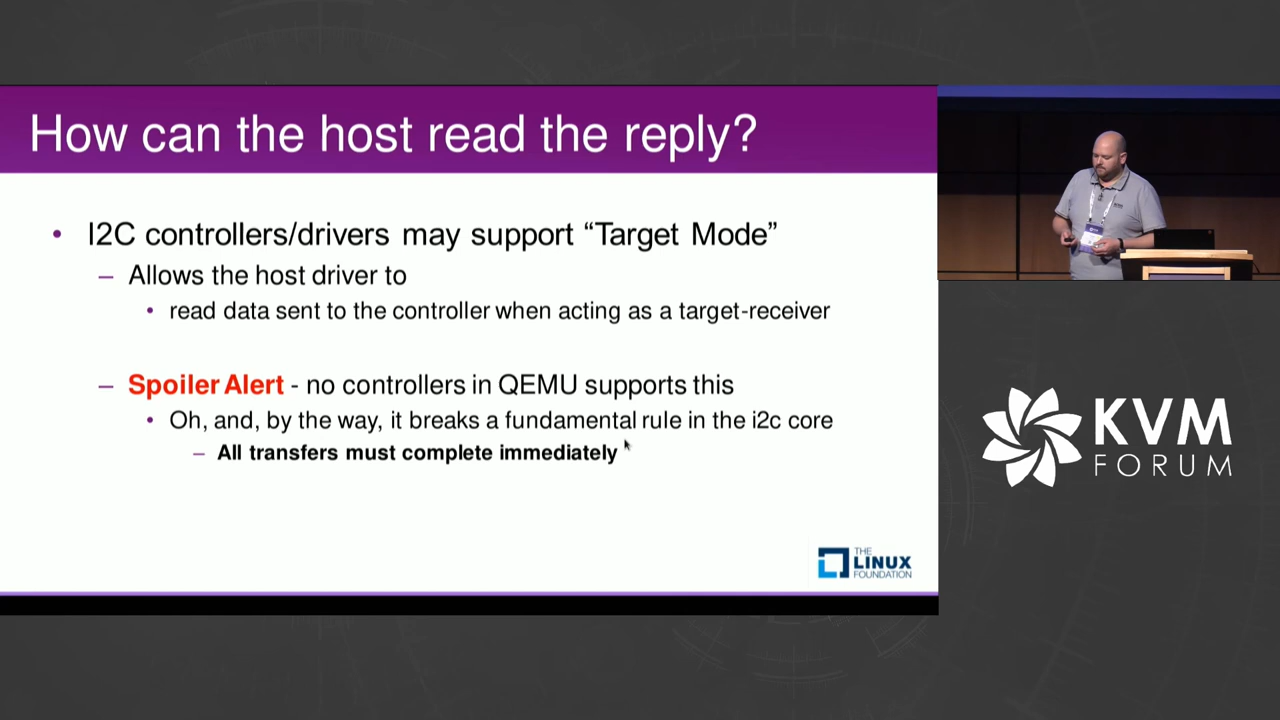 How can the host read the reply?
• I2C controllers/drivers may support “Target Mode”
– Allows the host driver to
• read data sent to the controller when acting as a target-receiver
– Spoiler Alert - no controllers in QEMU supports this
• Oh, and, by the way, it breaks a fundamental rule in the i2c core
– All transfers must complete immediately
THE
LINUX
FOUNDATION
KVM
FORUM